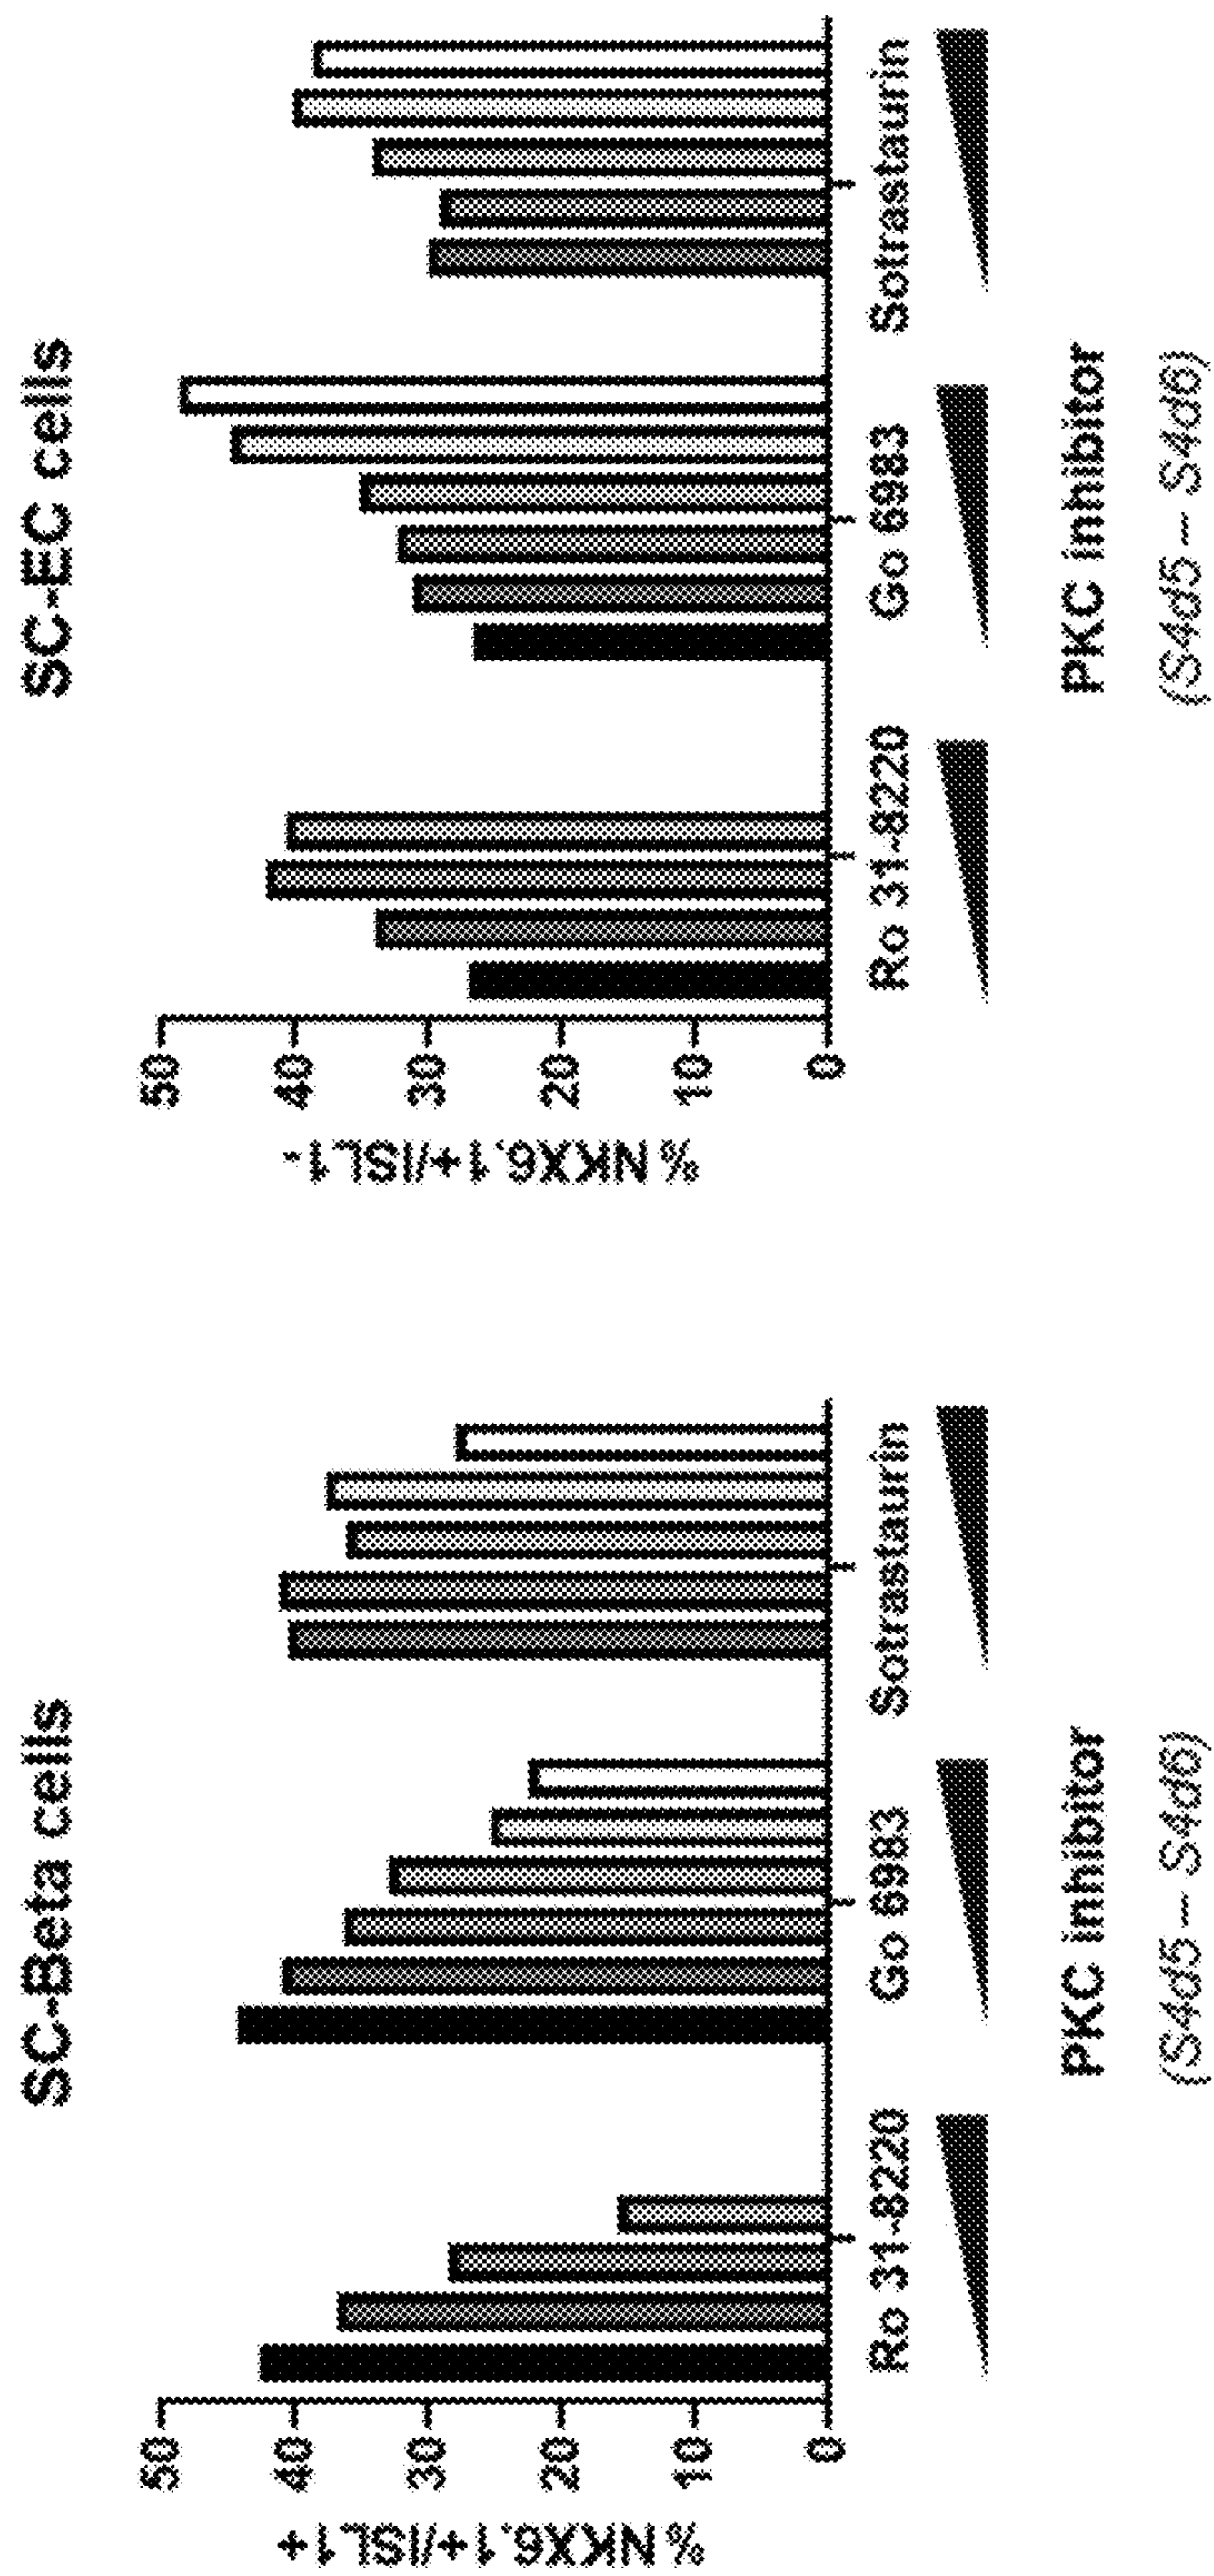 SC-Beta cells
% NKX6.1+/ISL1+
50
40
30
20
10
0
Ro 31-8220
Go 6983
Sotrastaurin
PKC inhibitor
(S4d5 – S4d6)
SC-EC cells
% NKX6.1+/ISL1-
50
40
30
20
10
0
Ro 31-8220
Go 6983
Sotrastaurin
PKC inhibitor
(S4d5 – S4d6)